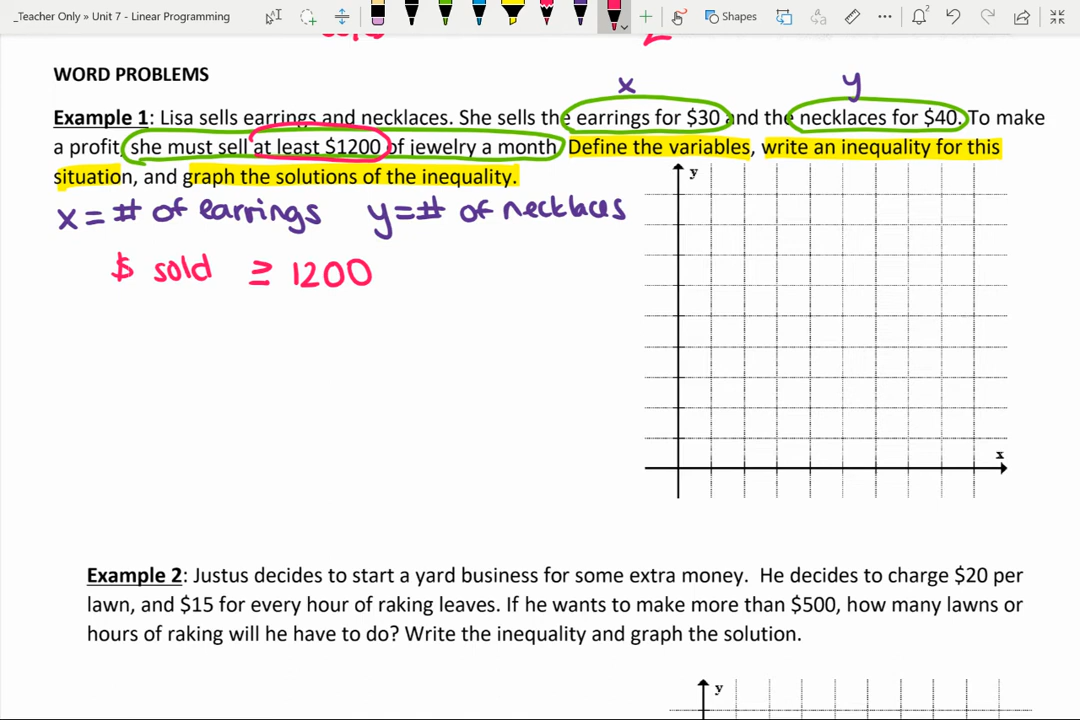 _Teacher Only » Unit 7 - Linear Programming
Shapes
2
WORD PROBLEMS
x
y
Example 1: Lisa sells earrings and necklaces. She sells the earrings for $30 and the necklaces for $40. To make
a profit, she must sell at least $1200 of jewelry a month. Define the variables, write an inequality for this
situation, and graph the solutions of the inequality.
y
x = # of earrings y = # of necklaces
$ sold ≥ 1200
x
Example 2: Justus decides to start a yard business for some extra money. He decides to charge $20 per
lawn, and $15 for every hour of raking leaves. If he wants to make more than $500, how many lawns or
hours of raking will he have to do? Write the inequality and graph the solution.
y